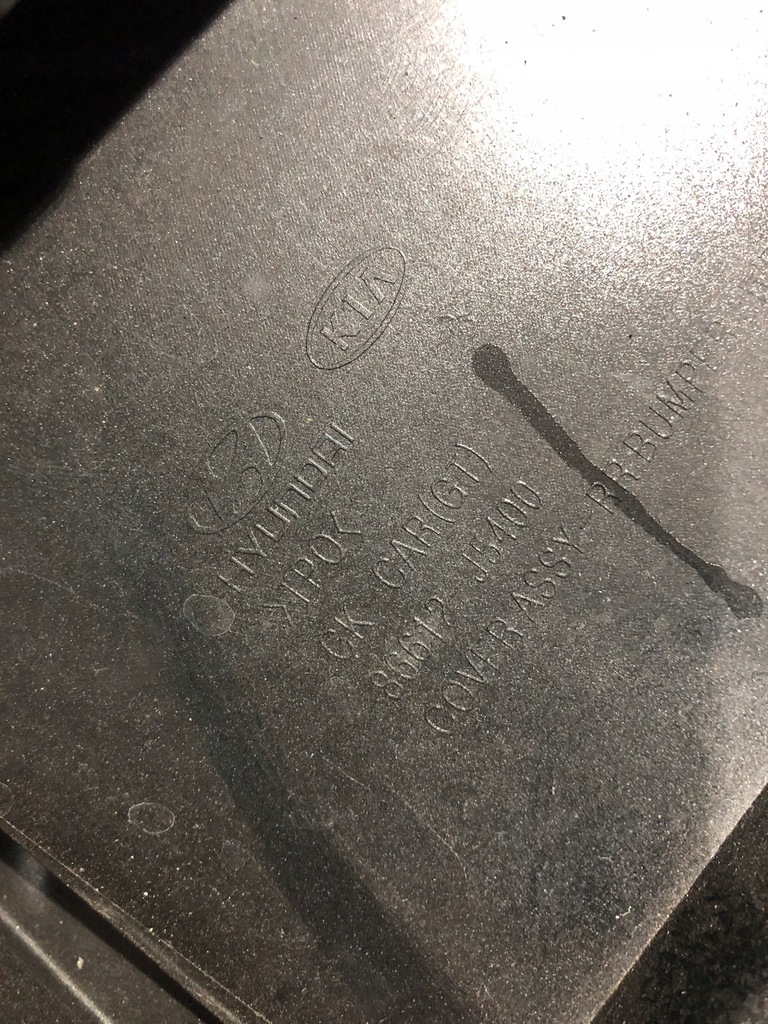 KIA
HYUNDAI
>TPO<
CK CAR(GT)
86612-J5400
COVER ASSY-RR BUMPER